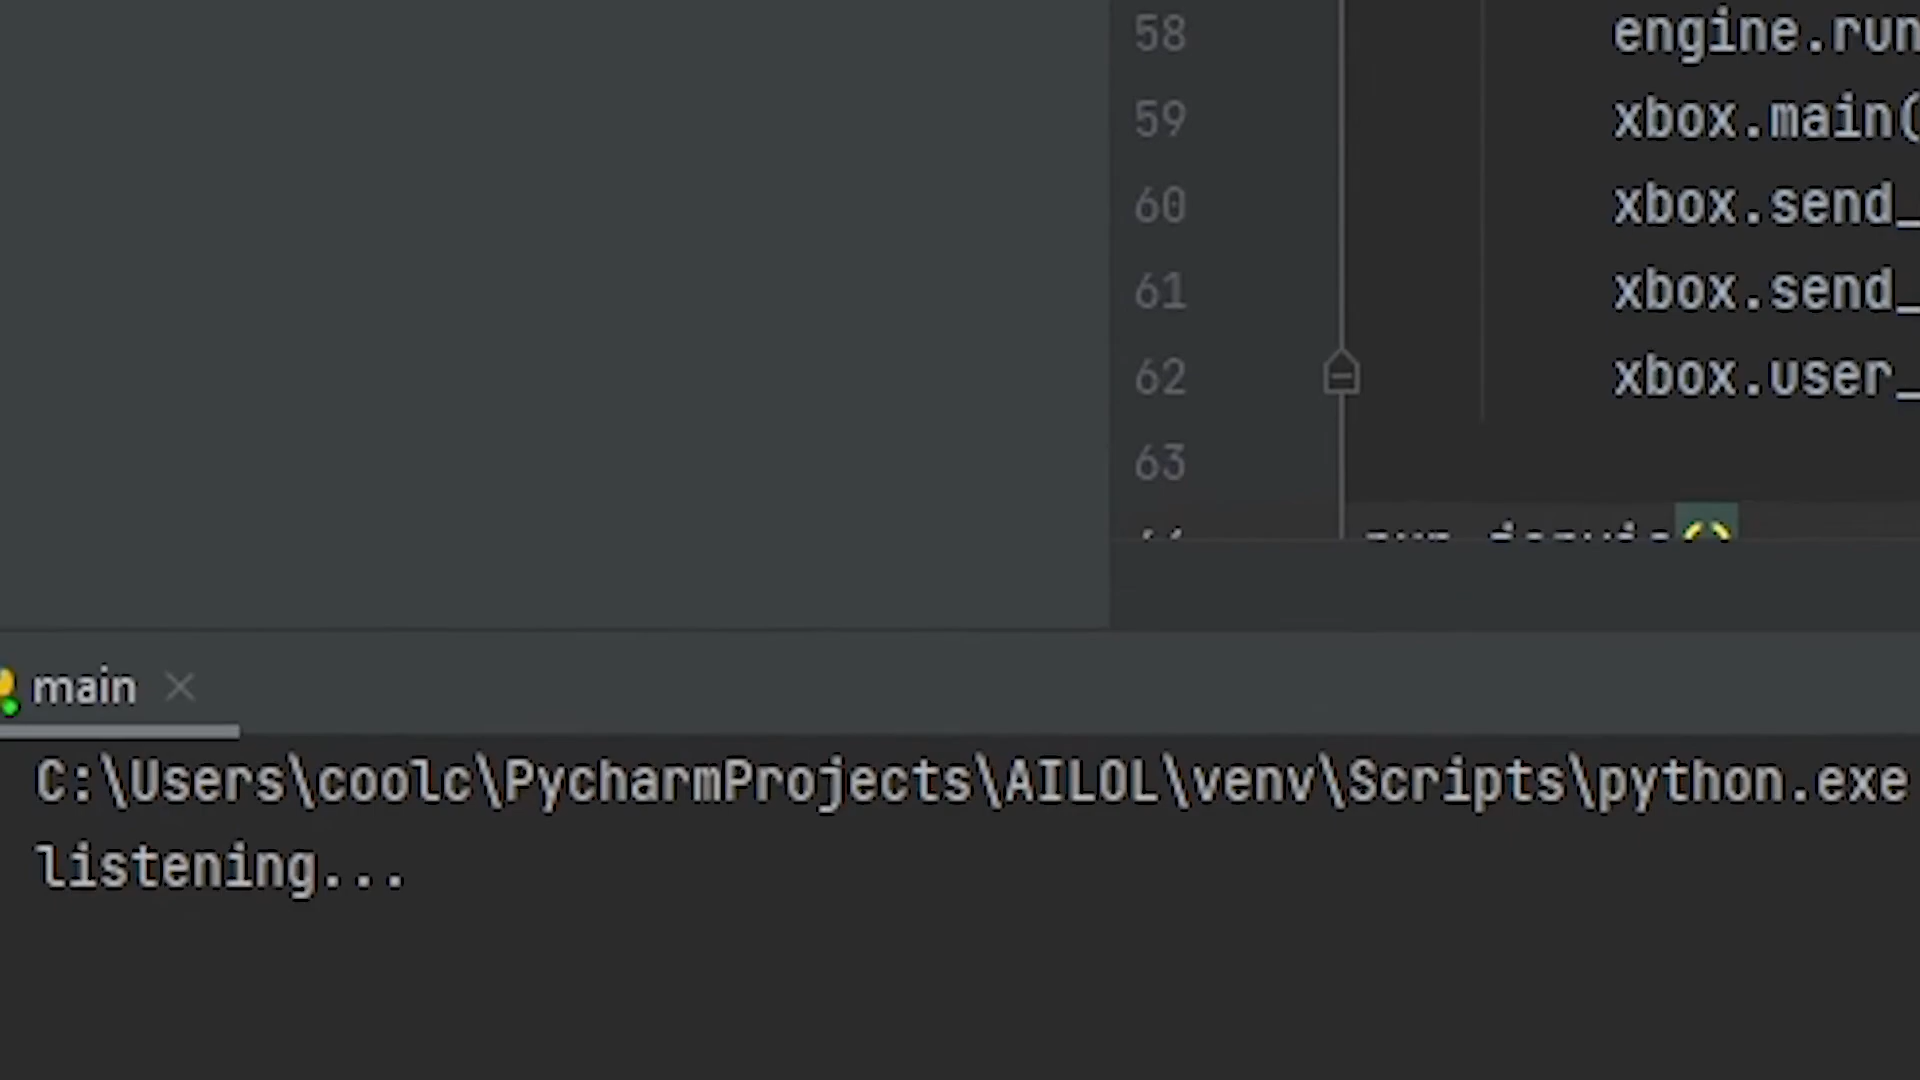 58 engine.run
59 xbox.main(
60 xbox.send_
61 xbox.send_
62 xbox.user_
63
()
main
C:\Users\coolc\PycharmProjects\AILOL\venv\Scripts\python.exe
listening...